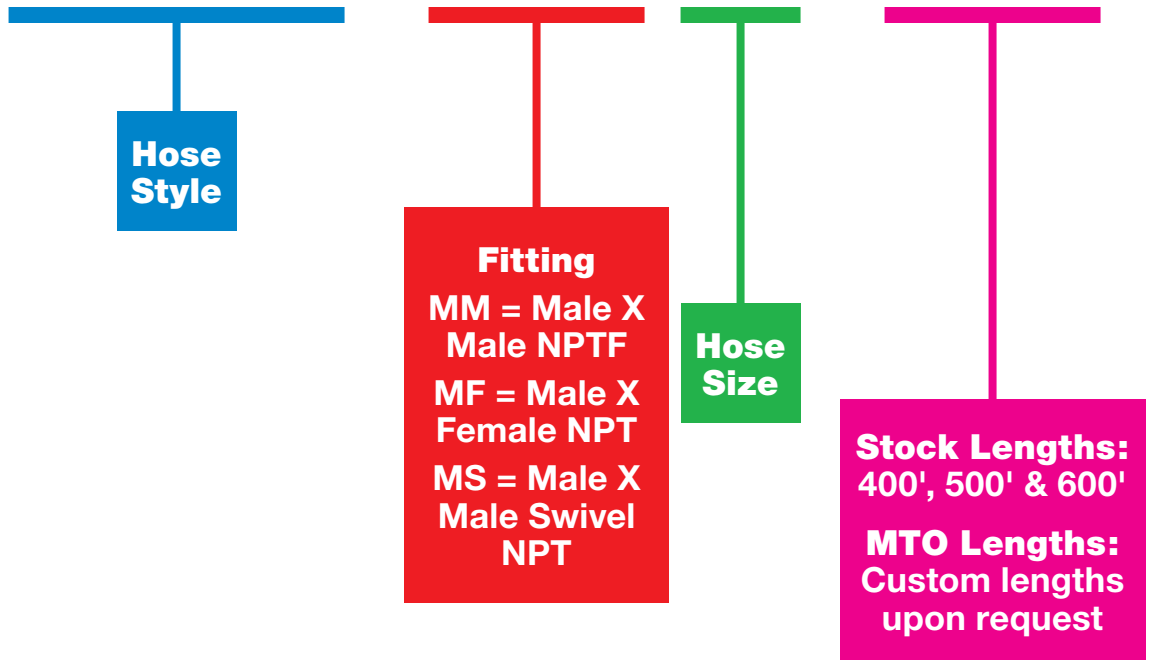 Hose
Style
Fitting
MM = Male X
Male NPTF
MF = Male X
Female NPT
MS = Male X
Male Swivel
NPT
Hose
Size
Stock Lengths:
400', 500' & 600'
MTO Lengths:
Custom lengths
upon request